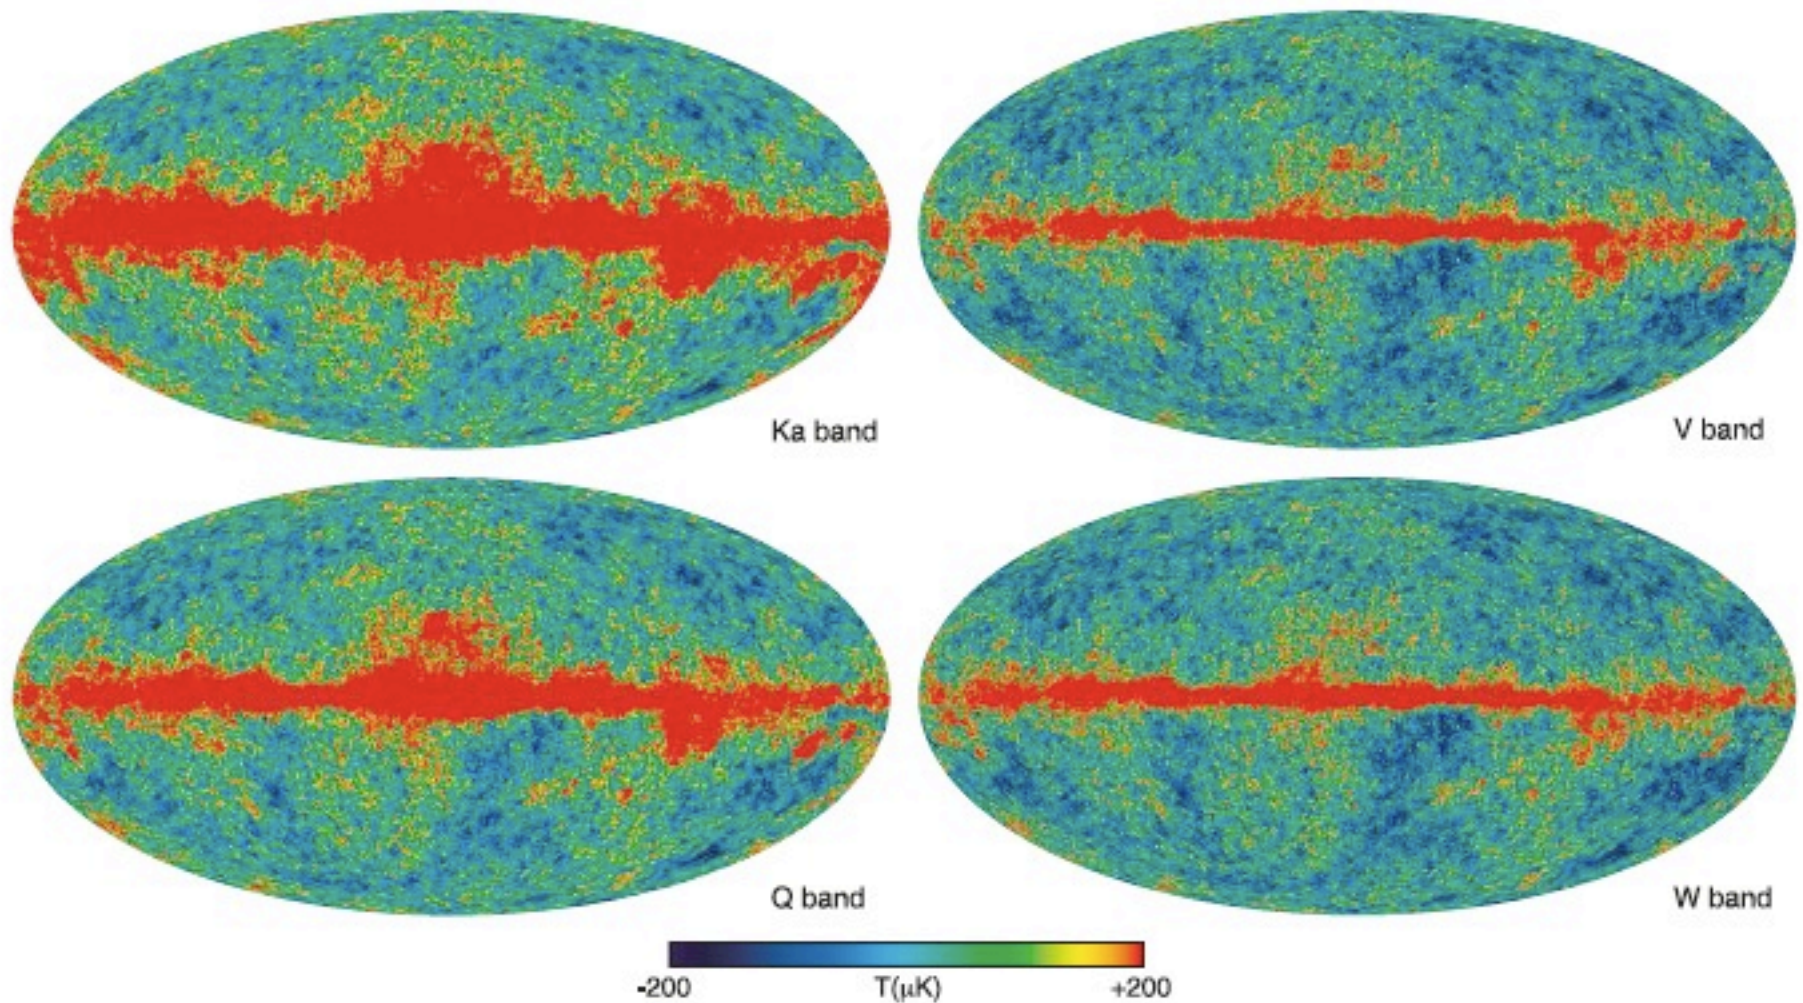 Ka band
V band
Q band
W band
-200 T(μK) +200